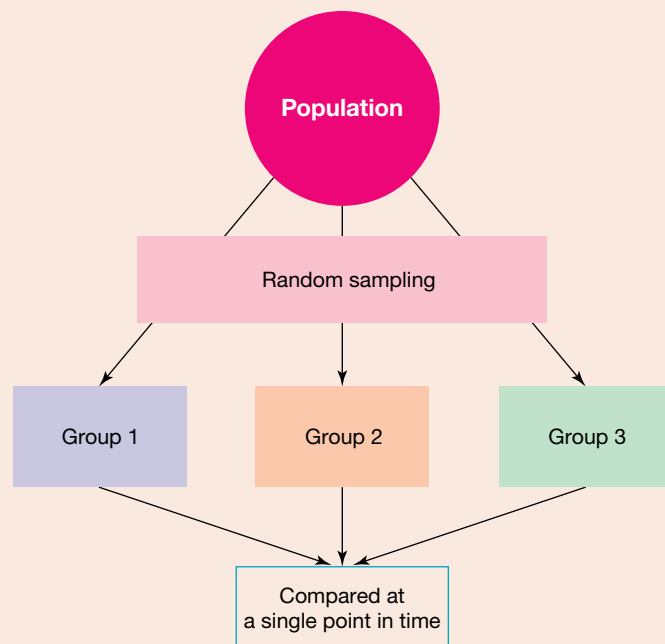 Population
Random sampling
Group 1
Group 2
Group 3
Compared at
a single point in time